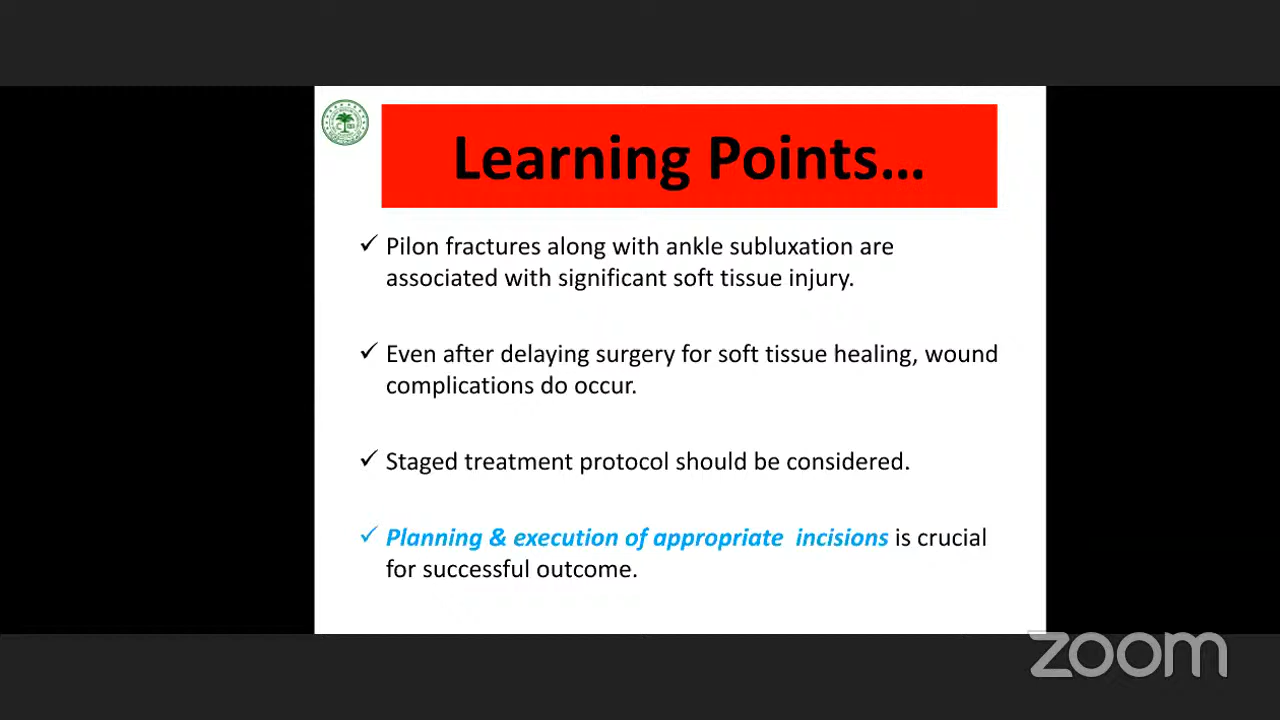 Learning Points...
✓ Pilon fractures along with ankle subluxation are
associated with significant soft tissue injury.
✓ Even after delaying surgery for soft tissue healing, wound
complications do occur.
✓ Staged treatment protocol should be considered.
✓ Planning & execution of appropriate  incisions is crucial
for successful outcome.
zoom